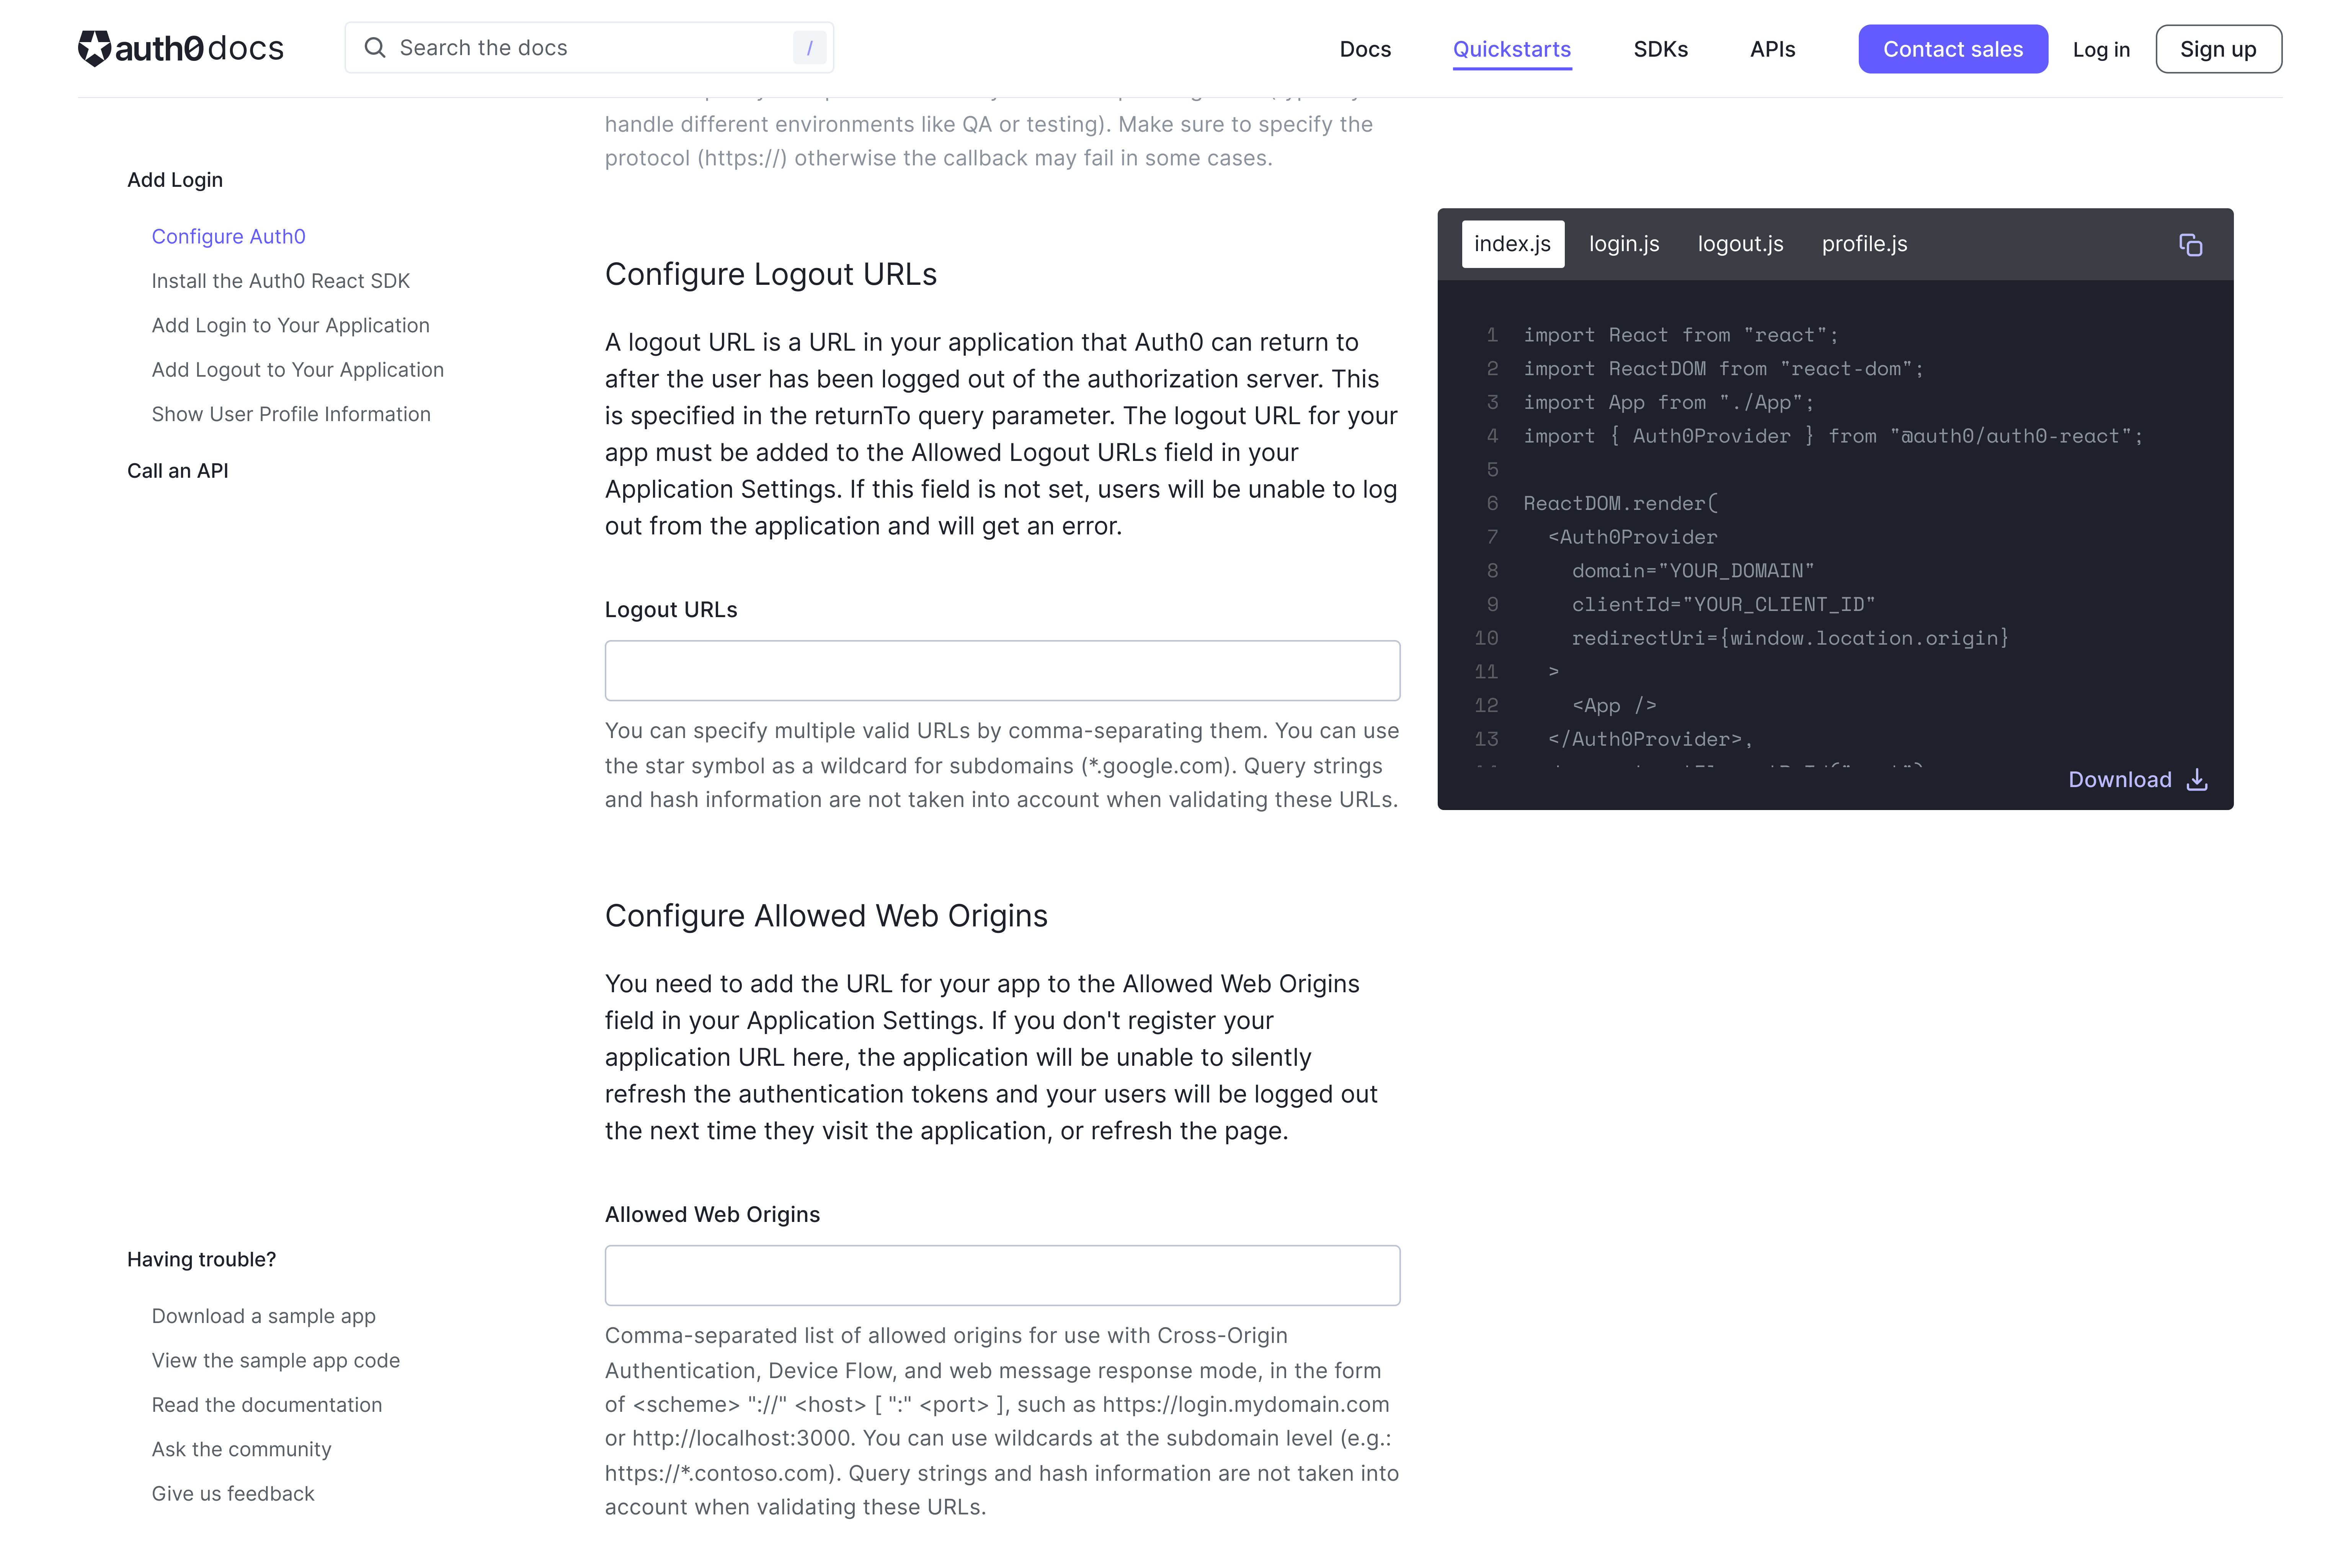 auth0 docs
Search the docs
/
Docs
Quickstarts
SDKs
APIs
Contact sales
Log in
Sign up
Add Login
Configure Auth0
Install the Auth0 React SDK
Add Login to Your Application
Add Logout to Your Application
Show User Profile Information
Call an API
Having trouble?
Download a sample app
View the sample app code
Read the documentation
Ask the community
Give us feedback
handle different environments like QA or testing). Make sure to specify the
protocol (https://) otherwise the callback may fail in some cases.
Configure Logout URLs
A logout URL is a URL in your application that Auth0 can return to
after the user has been logged out of the authorization server. This
is specified in the returnTo query parameter. The logout URL for your
app must be added to the Allowed Logout URLs field in your
Application Settings. If this field is not set, users will be unable to log
out from the application and will get an error.
Logout URLs
You can specify multiple valid URLs by comma-separating them. You can use
the star symbol as a wildcard for subdomains (*.google.com). Query strings
and hash information are not taken into account when validating these URLs.
Configure Allowed Web Origins
You need to add the URL for your app to the Allowed Web Origins
field in your Application Settings. If you don't register your
application URL here, the application will be unable to silently
refresh the authentication tokens and your users will be logged out
the next time they visit the application, or refresh the page.
Allowed Web Origins
Comma-separated list of allowed origins for use with Cross-Origin
Authentication, Device Flow, and web message response mode, in the form
of <scheme> "://" <host> [ ":" <port> ], such as https://login.mydomain.com
or http://localhost:3000. You can use wildcards at the subdomain level (e.g.:
https://*.contoso.com). Query strings and hash information are not taken into
account when validating these URLs.
index.js
login.js
logout.js
profile.js
1 import React from "react";
2 import ReactDOM from "react-dom";
3 import App from "./App";
4 import { Auth0Provider } from "@auth0/auth0-react";
5
6 ReactDOM.render(
7 <Auth0Provider
8 domain="YOUR_DOMAIN"
9 clientId="YOUR_CLIENT_ID"
10 redirectUri={window.location.origin}
11 >
12 <App />
13 </Auth0Provider>,
Download